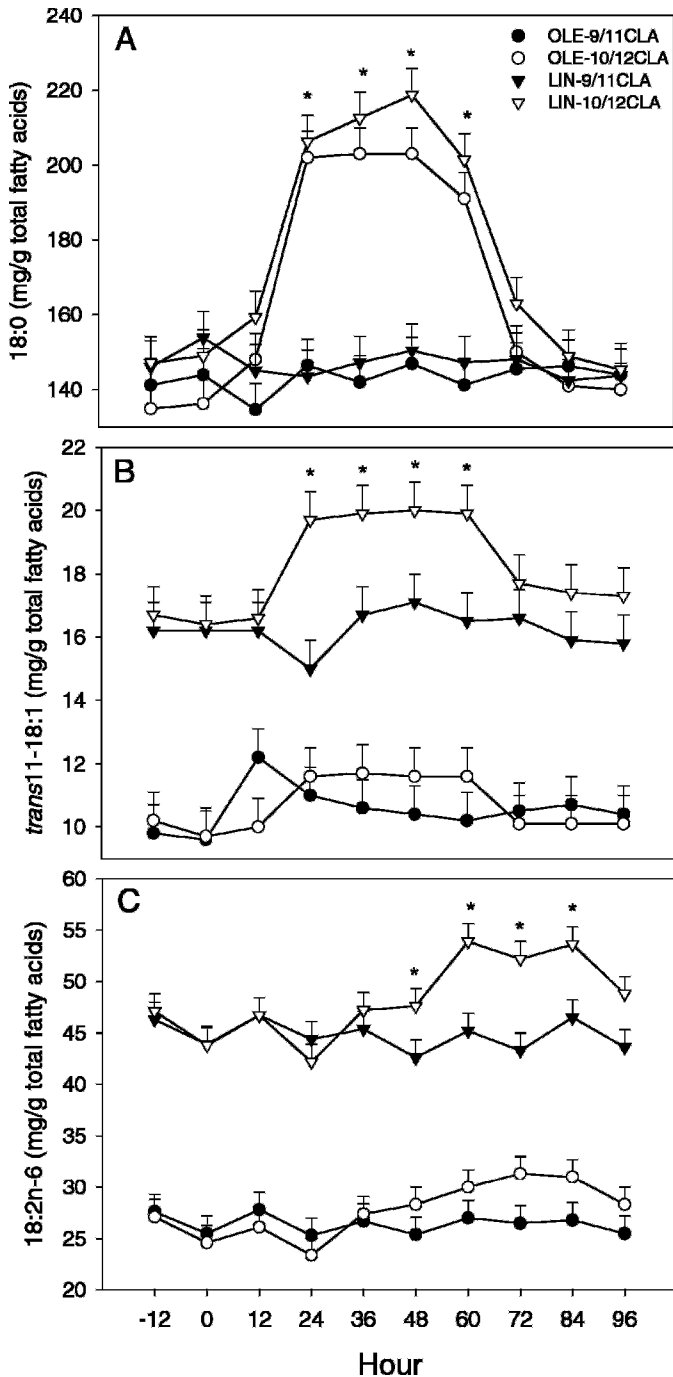 A
240
220
200
180
160
140
18:0 (mg/g total fatty acids)
OLE-9/11CLA
OLE-10/12CLA
LIN-9/11CLA
LIN-10/12CLA
* * * *
B
22
20
18
16
14
12
10
trans11-18:1 (mg/g total fatty acids)
* * * *
C
60
55
50
45
40
35
30
25
20
18:2n-6 (mg/g total fatty acids)
* * * *
-12 0 12 24 36 48 60 72 84 96
Hour